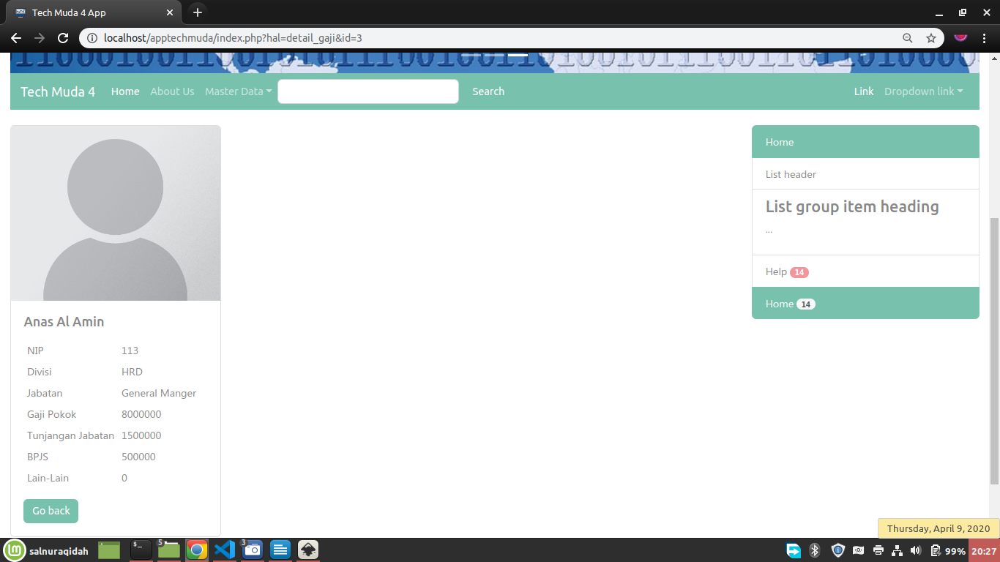 Tech Muda 4 App
localhost/apptechmuda/index.php?hal=detail_gaji&id=3
Tech Muda 4 Home About Us Master Data Search Link Dropdown link
Anas Al Amin
NIP 113
Divisi HRD
Jabatan General Manger
Gaji Pokok 8000000
Tunjangan Jabatan 1500000
BPJS 500000
Lain-Lain 0
Go back
Home
List header
List group item heading
...
Help 14
Home 14
Thursday, April 9, 2020
salnuraqidah 5 3 99% 20:27